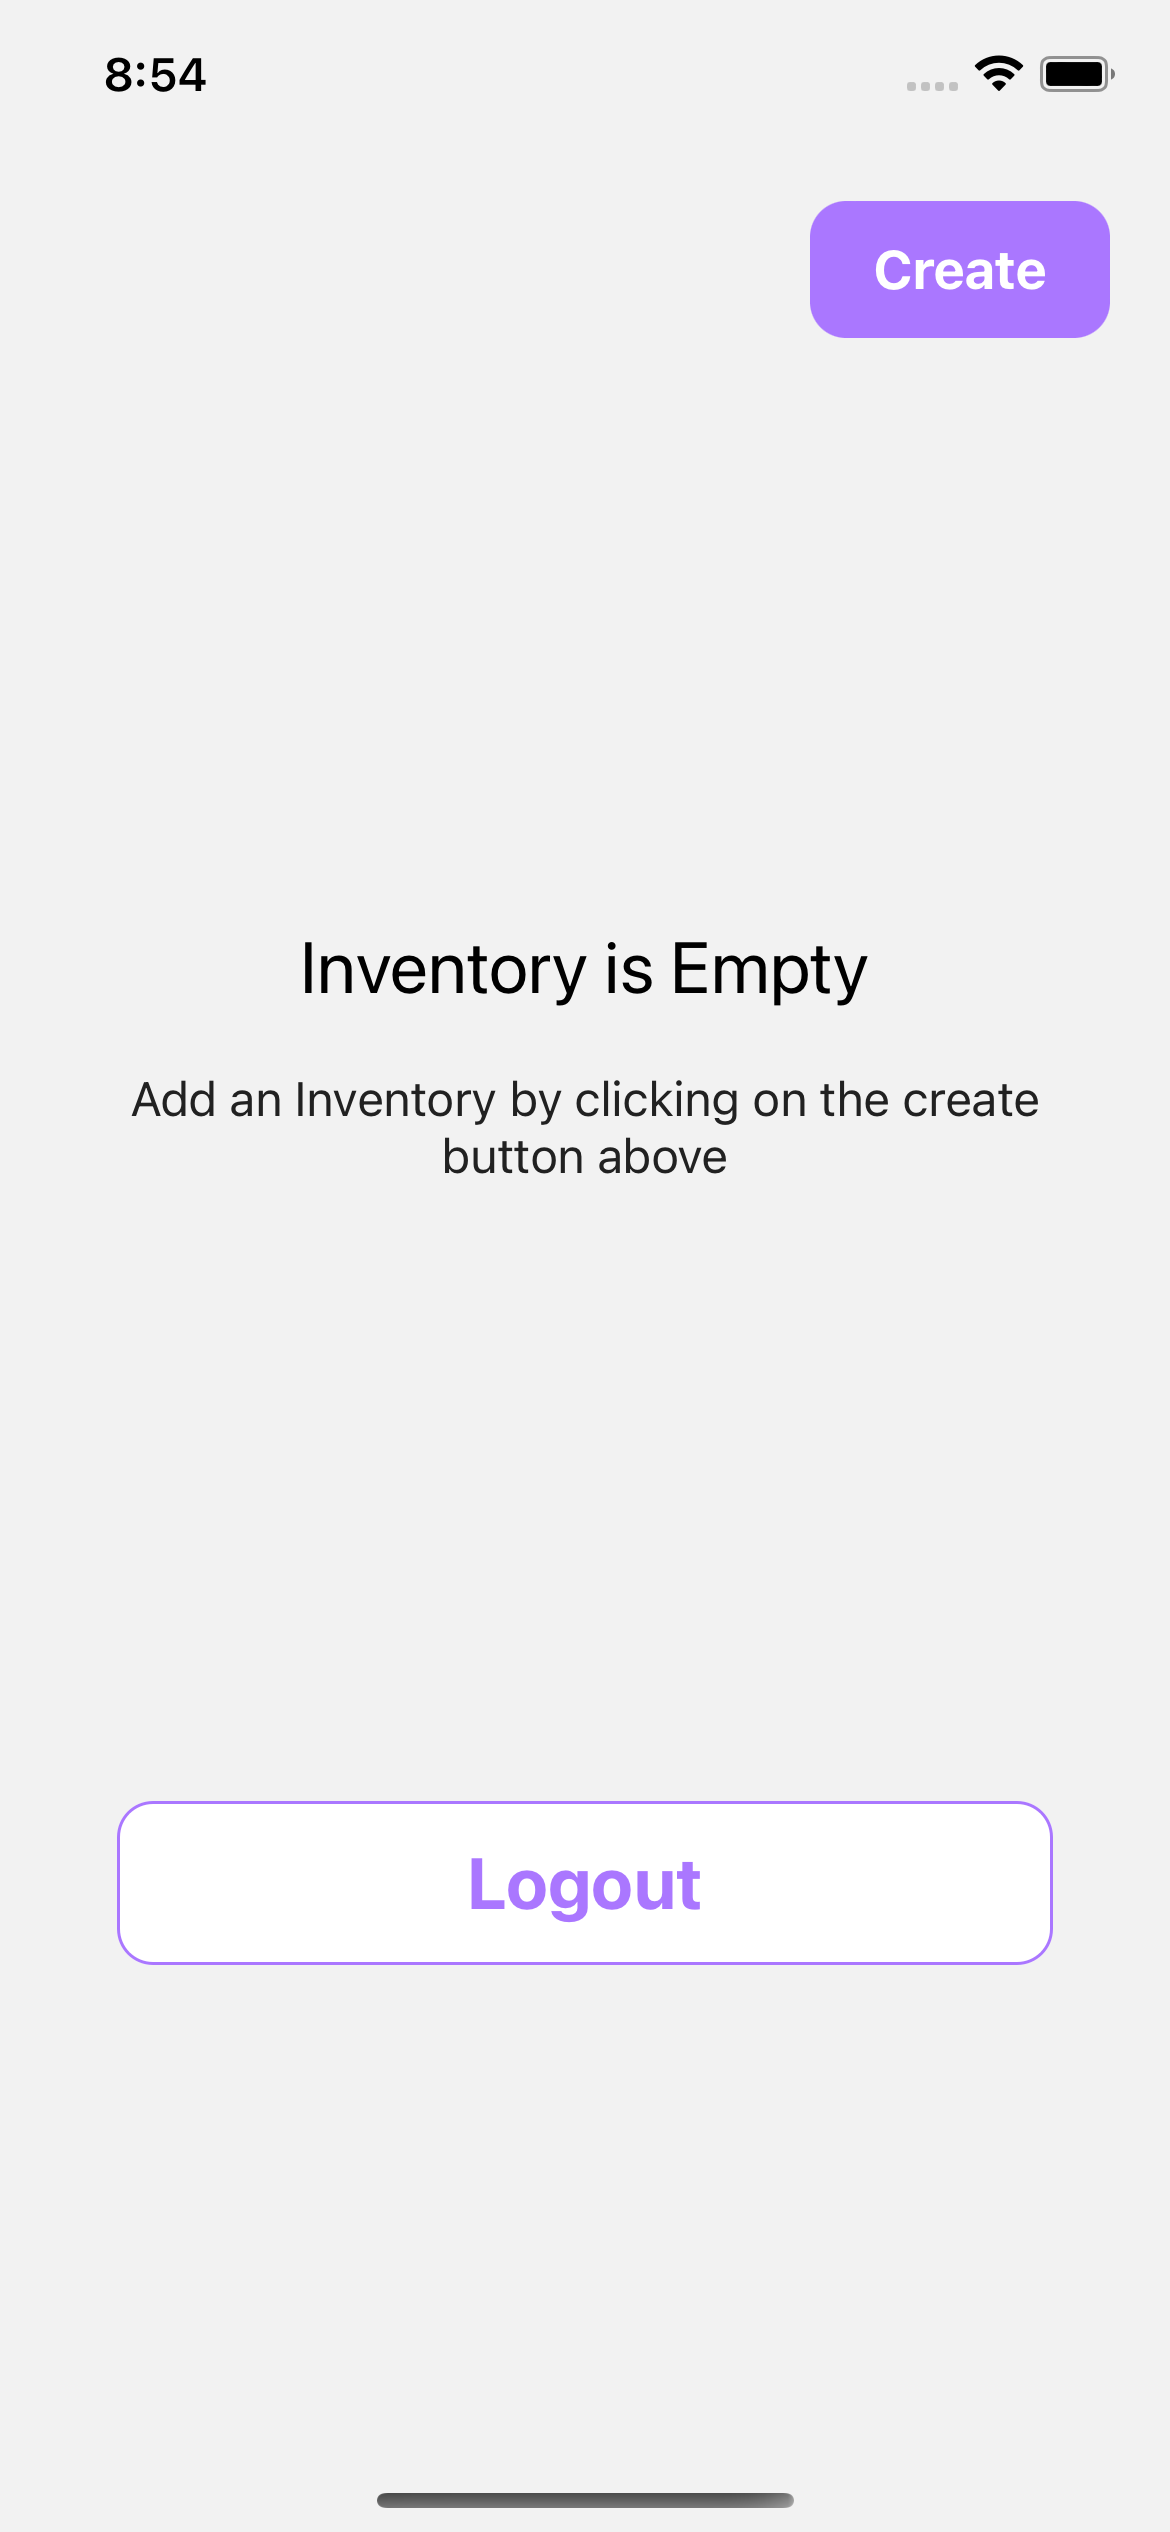 8:54
Create
Inventory is Empty
Add an Inventory by clicking on the create
button above
Logout